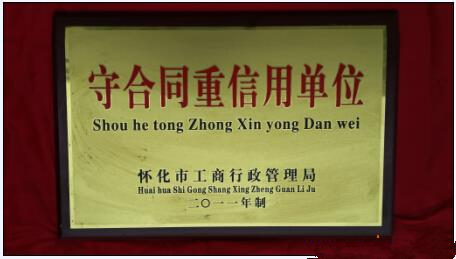 守合同重信用单位
Shou he tong Zhong Xin yong Dan wei
怀化市工商行政管理局
Huai hua Shi Gong Shang Xing Zheng Guan Li Ju
二〇一一年制